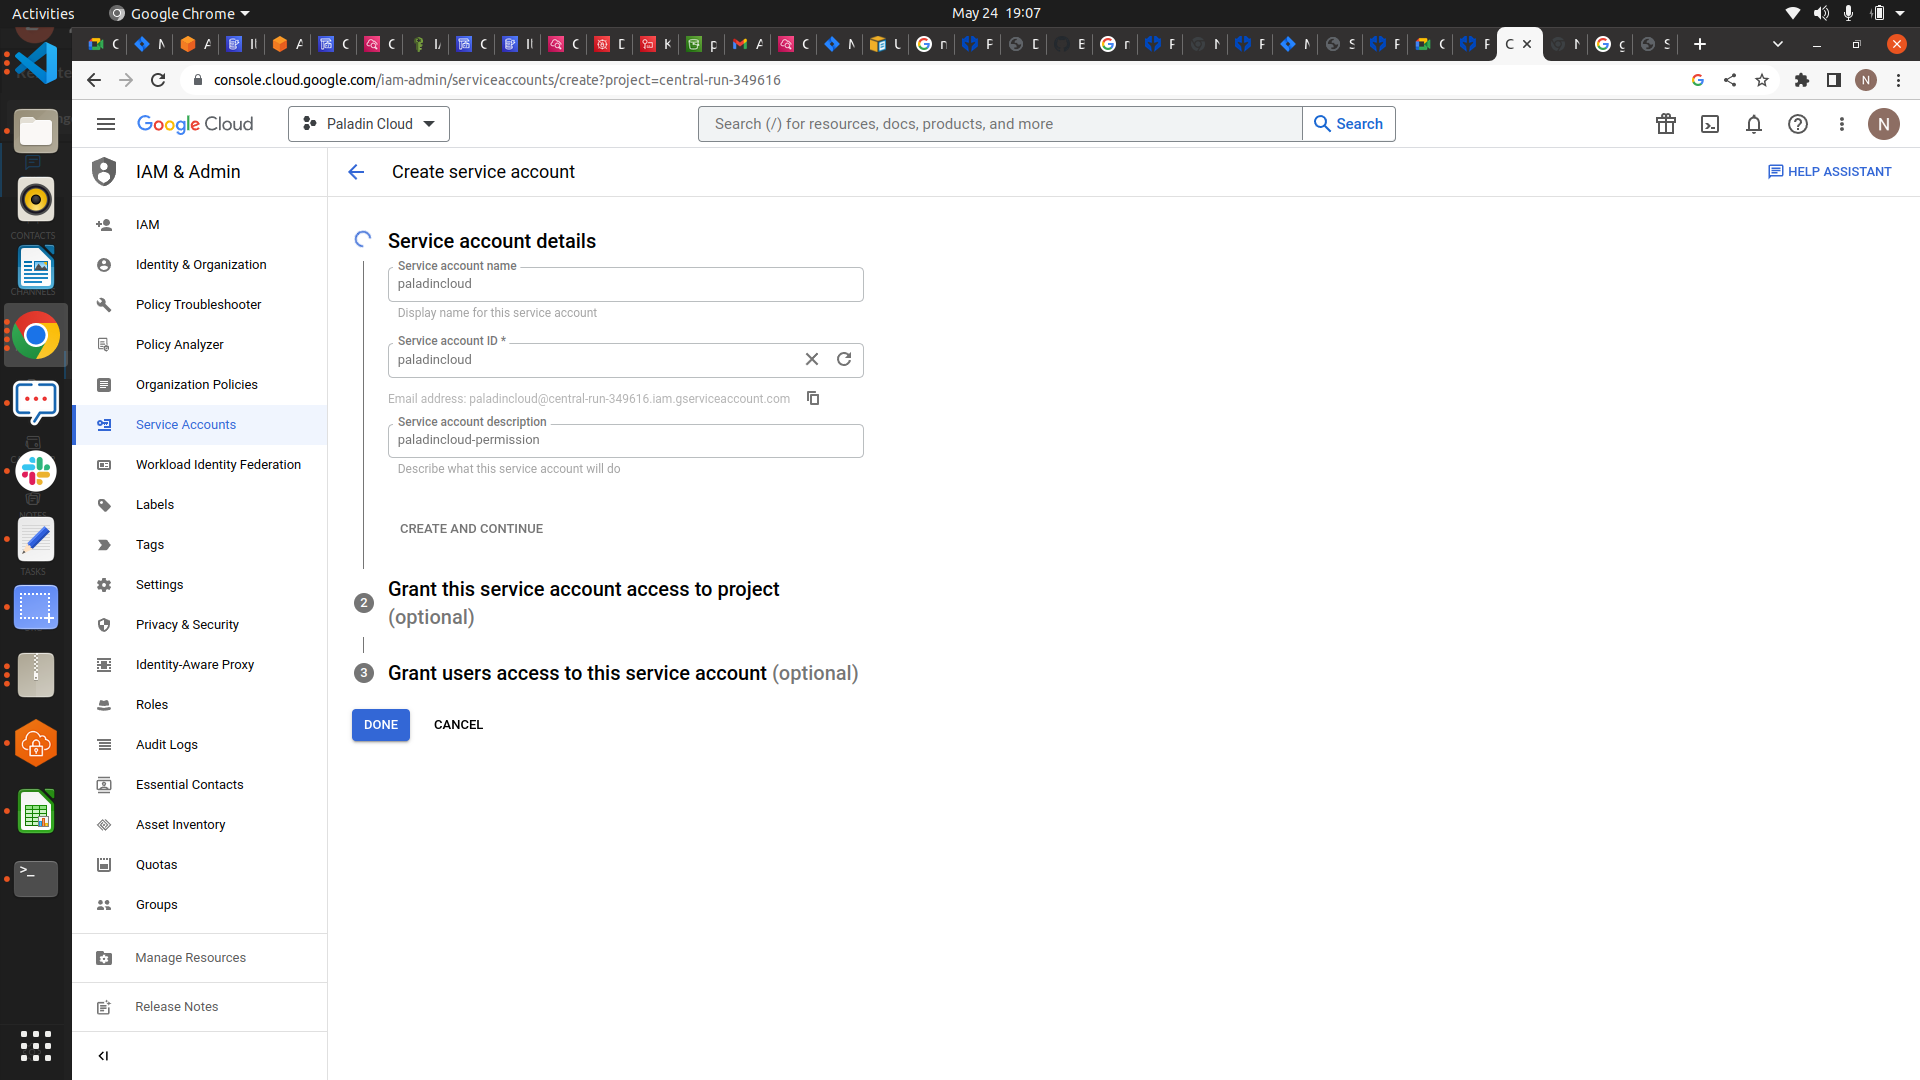 Activities
Google Chrome
May 24 19:07
console.cloud.google.com/iam-admin/serviceaccounts/create?project=central-run-349616
N
Google Cloud
Paladin Cloud
Search (/) for resources, docs, products, and more
Search
N
IAM & Admin
Create service account
HELP ASSISTANT
IAM
Identity & Organization
Policy Troubleshooter
Policy Analyzer
Organization Policies
Service Accounts
Workload Identity Federation
Labels
Tags
Settings
Privacy & Security
Identity-Aware Proxy
Roles
Audit Logs
Essential Contacts
Asset Inventory
Quotas
Groups
Manage Resources
Release Notes
Service account details
Service account name
paladincloud
Display name for this service account
Service account ID *
paladincloud
Email address: paladincloud@central-run-349616.iam.gserviceaccount.com
Service account description
paladincloud-permission
Describe what this service account will do
CREATE AND CONTINUE
2
Grant this service account access to project
(optional)
3
Grant users access to this service account (optional)
DONE
CANCEL
CONTACTS
CHANNELS
NOTES
TASKS